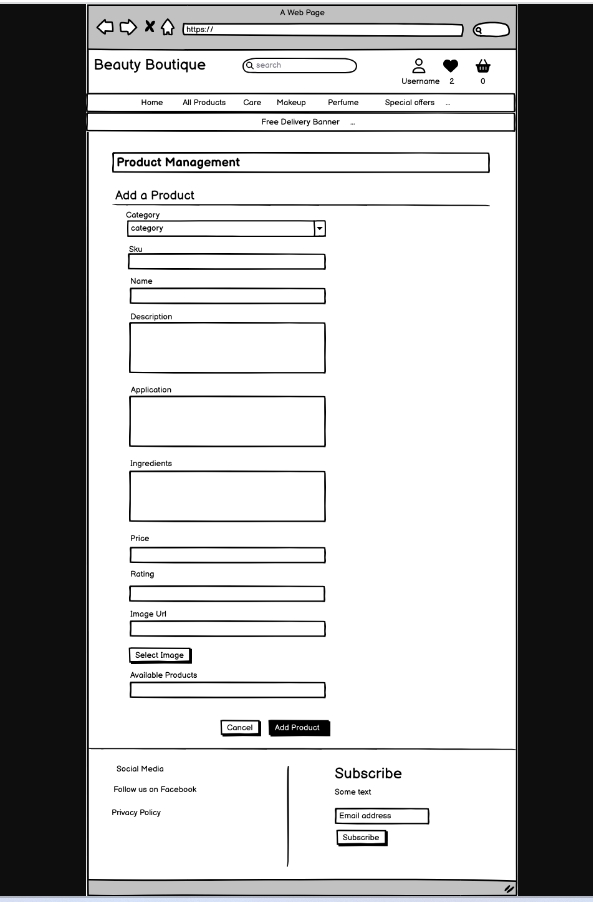 A Web Page
https://
Beauty Boutique
search
Username 2 0
Home All Products Care Makeup Perfume Special offers ...
Free Delivery Banner ...
Product Management
Add a Product
Category
category
Sku
Name
Description
Application
Ingredients
Price
Rating
Image Url
Select Image
Available Products
Cancel Add Product
Social Media
Follow us on Facebook
Privacy Policy
Subscribe
Some text
Email address
Subscribe